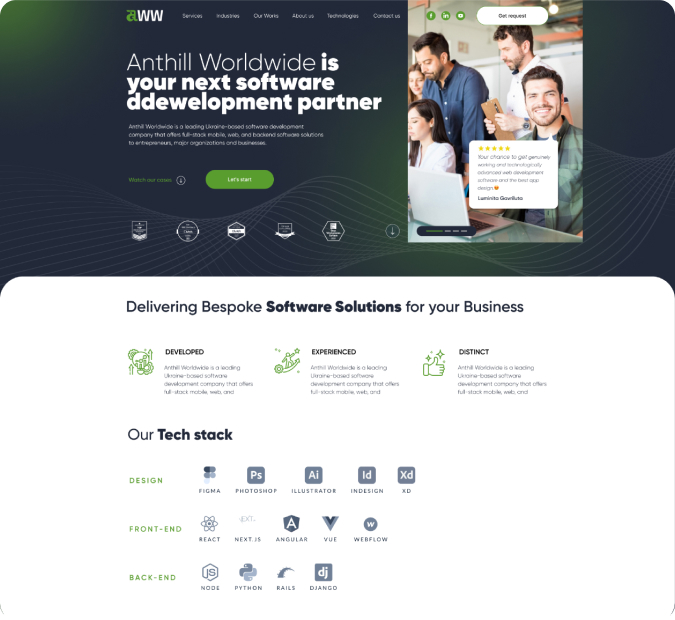 aWW
Services Industries Our Works About us Technologies Contact us
Get request
Anthill Worldwide is
your next software
ddewelopment partner
Anthill Worldwide is a leading Ukraine-based software development
company that offers full-stack mobile, web, and backend software solutions
to entrepreneurs, major organizations and businesses.
Watch our cases
Let's start
Your chance to get genuinely
working and technologically
advanced web development
software and the best app
design.😍
Luminita Gavriluta
Delivering Bespoke Software Solutions for your Business
DEVELOPED
Anthill Worldwide is a leading
Ukraine-based software
development company that offers
full-stack mobile, web, and
EXPERIENCED
Anthill Worldwide is a leading
Ukraine-based software
development company that offers
full-stack mobile, web, and
DISTINCT
Anthill Worldwide is a leading
Ukraine-based software
development company that offers
full-stack mobile, web, and
Our Tech stack
DESIGN
Ps Ai Id Xd
FIGMA PHOTOSHOP ILLUSTRATOR INDESIGN XD
FRONT-END
REACT NEXT.JS ANGULAR VUE WEBFLOW
BACK-END
NODE PYTHON RAILS DJANGO